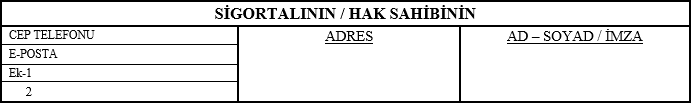 SİGORTALININ / HAK SAHİBİNİN
CEP TELEFONU
E-POSTA
Ek-1
2
ADRES
AD – SOYAD / İMZA